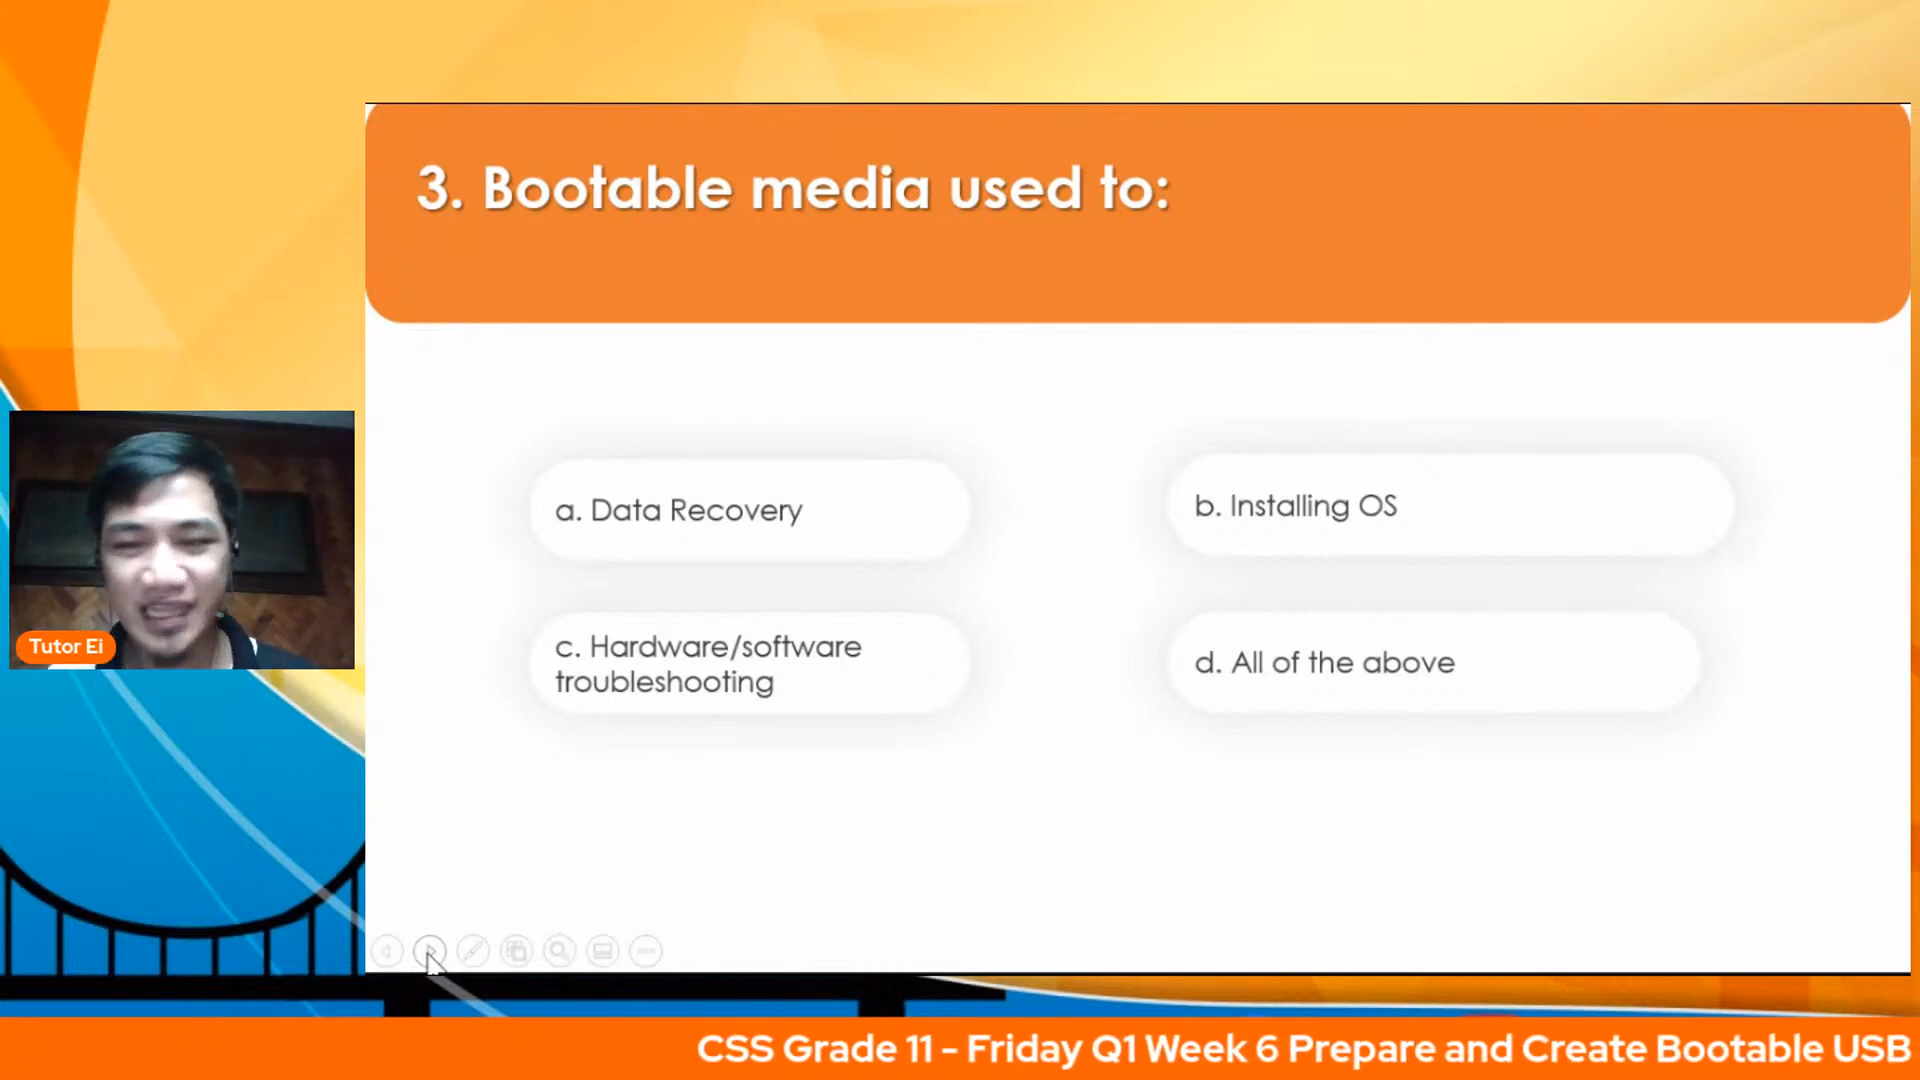 3. Bootable media used to:
a. Data Recovery
b. Installing OS
c. Hardware/software
troubleshooting
d. All of the above
Tutor Ei
CSS Grade 11 - Friday Q1 Week 6 Prepare and Create Bootable USB